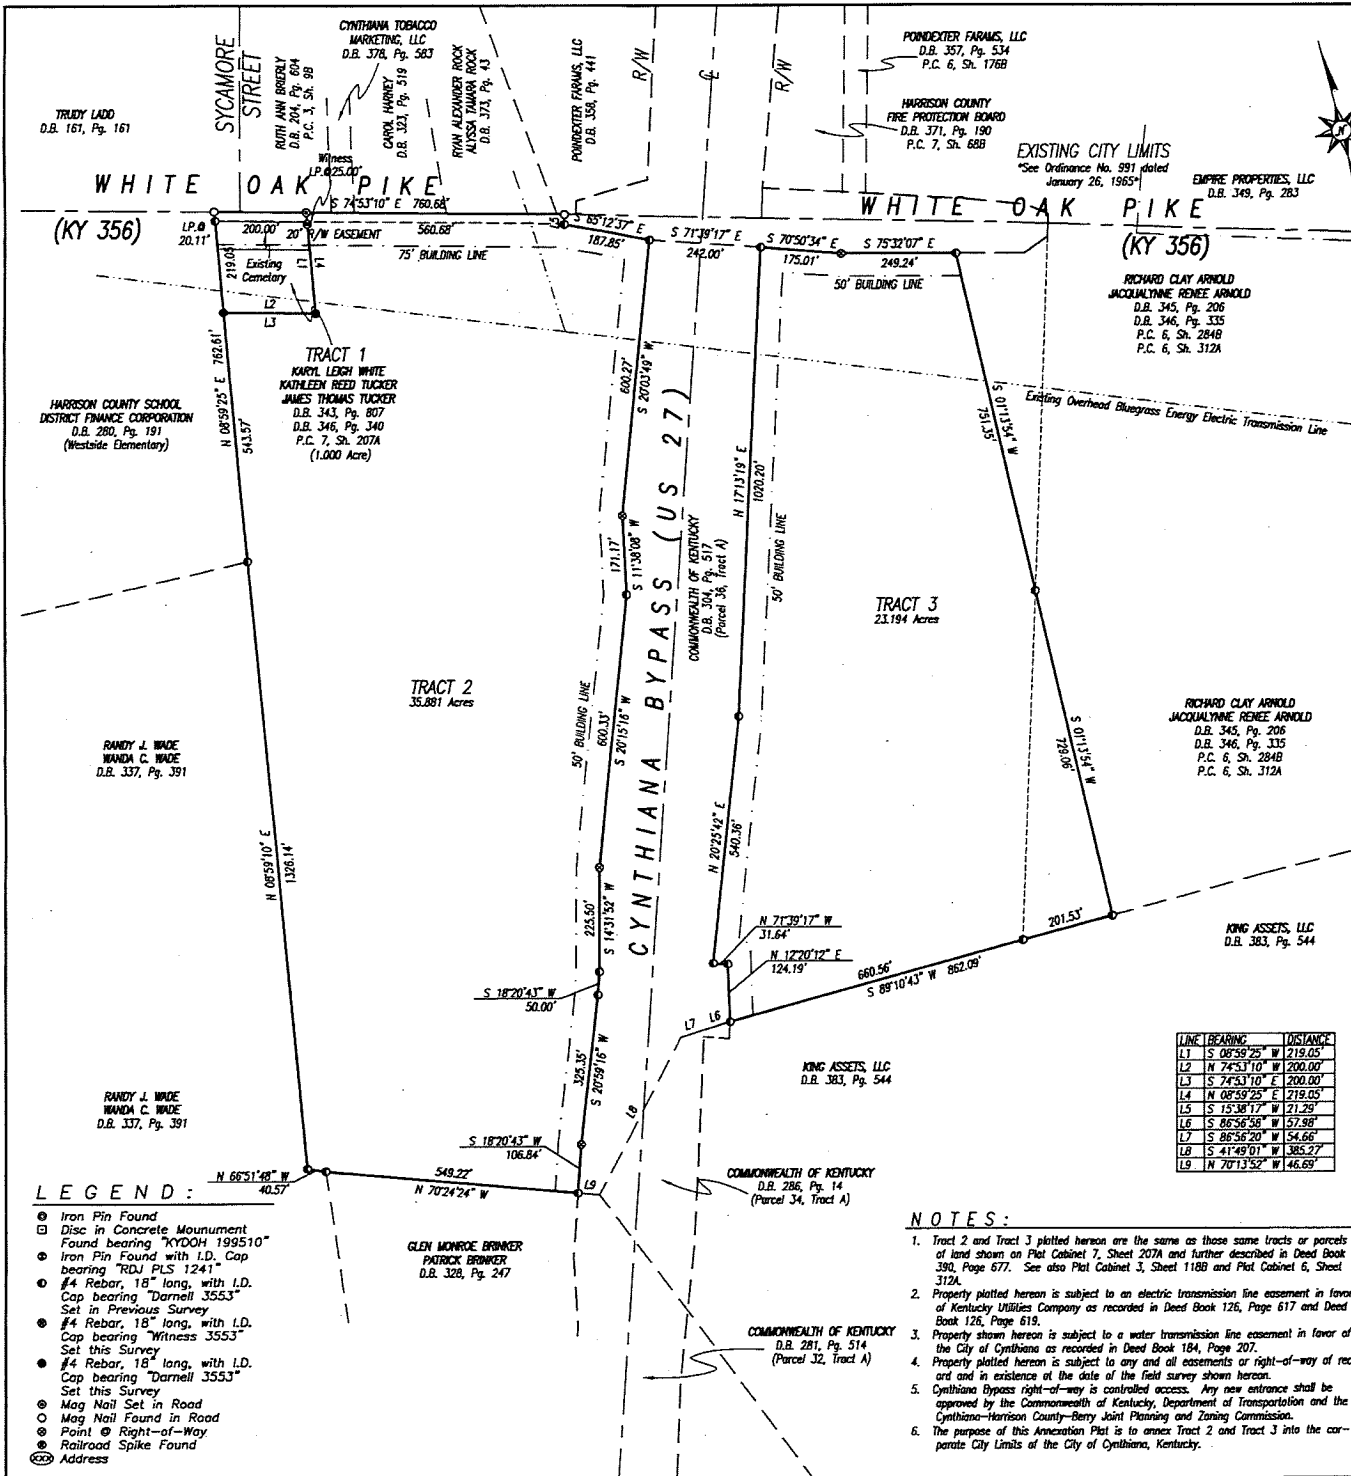 CYNTHIANA TOBACCO
MARKETING, LLC
D.B. 378, Pg. 583
SYCAMORE
STREET
RUTH ANN BRIERLY
D.B. 204, Pg. 604
P.C. 3, Sh. 9B
CAROL HARNEY
D.B. 323, Pg. 519
RYAN ALEXANDER ROCK
ALYSSA TAMARA ROCK
D.B. 373, Pg. 43
POINDEXTER FARAMS, LLC
D.B. 358, Pg. 441
R/W
R/W
POINDEXTER FARAMS, LLC
D.B. 357, Pg. 534
P.C. 6, Sh. 176B
TRUDY LADD
D.B. 161, Pg. 161
HARRISON COUNTY
FIRE PROTECTION BOARD
D.B. 371, Pg. 190
P.C. 7, Sh. 68B
EXISTING CITY LIMITS
*See Ordinance No. 991 dated
January 26, 1965*
EMPIRE PROPERTIES, LLC
D.B. 349, Pg. 283
N
Witness
I.P.@25.00'
WHITE OAK PIKE
S 74°53'10" E 760.68'
WHITE OAK PIKE
(KY 356)
(KY 356)
I.P.@
20.11'
200.00'
20' R/W EASEMENT
560.68'
L5
S 65°12'37" E
187.85'
S 71°39'17" E
242.00'
S 70°50'34" E
175.01'
S 75°32'07" E
249.24'
75' BUILDING LINE
50' BUILDING LINE
219.05'
Existing
Cemetary
L1
L4
L2
L3
TRACT 1
KARYL LEIGH WHITE
KATHLEEN REED TUCKER
JAMES THOMAS TUCKER
D.B. 343, Pg. 807
D.B. 346, Pg. 340
P.C. 7, Sh. 207A
(1.000 Acre)
RICHARD CLAY ARNOLD
JACQUALYNNE RENEE ARNOLD
D.B. 345, Pg. 206
D.B. 346, Pg. 335
P.C. 6, Sh. 284B
P.C. 6, Sh. 312A
Existing Overhead Bluegrass Energy Electric Transmission Line
HARRISON COUNTY SCHOOL
DISTRICT FINANCE CORPORATION
D.B. 280, Pg. 191
(Westside Elementary)
N 08°59'25" E 762.61'
543.57'
600.27'
S 20°03'49" W
171.17'
S 11°38'08" W
CYNTHIANA BYPASS (US 27)
COMMONWEALTH OF KENTUCKY
D.B. 304, Pg. 517
(Parcel 36, Tract A)
N 17°13'19" E
1020.20'
50' BUILDING LINE
S 01°13'54" W
751.35'
TRACT 3
23.194 Acres
TRACT 2
35.881 Acres
50' BUILDING LINE
600.33'
S 20°15'16" W
RICHARD CLAY ARNOLD
JACQUALYNNE RENEE ARNOLD
D.B. 345, Pg. 206
D.B. 346, Pg. 335
P.C. 6, Sh. 284B
P.C. 6, Sh. 312A
S 01°13'54" W
729.06'
RANDY J. WADE
WANDA C. WADE
D.B. 337, Pg. 391
N 08°59'10" E
1326.14'
N 20°25'42" E
540.36'
225.50'
S 14°31'52" W
N 71°39'17" W
31.64'
N 12°20'12" E
124.19'
201.53'
KING ASSETS, LLC
D.B. 383, Pg. 544
660.56'
S 89°10'43" W 862.09'
S 18°20'43" W
50.00'
L7 L6
325.35'
S 20°59'16" W
KING ASSETS, LLC
D.B. 383, Pg. 544
LINE BEARING DISTANCE
L1 S 08°59'25" W 219.05'
L2 N 74°53'10" W 200.00'
L3 S 74°53'10" E 200.00'
L4 N 08°59'25" E 219.05'
L5 S 15°38'17" W 21.29'
L6 S 86°56'58" W 57.98'
L7 S 86°56'20" W 54.66'
L8 S 41°49'01" W 385.27'
L9 N 70°13'52" W 46.69'
RANDY J. WADE
WANDA C. WADE
D.B. 337, Pg. 391
L8
S 18°20'43" W
106.84'
N 66°51'48" W
40.57'
549.22'
N 70°24'24" W
L9
COMMONWEALTH OF KENTUCKY
D.B. 286, Pg. 14
(Parcel 34, Tract A)
GLEN MONROE BRINKER
PATRICK BRINKER
D.B. 328, Pg. 247
COMMONWEALTH OF KENTUCKY
D.B. 281, Pg. 514
(Parcel 32, Tract A)
LEGEND:
Iron Pin Found
Disc in Concrete Mounument
Found bearing "KYDOH 199510"
Iron Pin Found with I.D. Cap
bearing "RDJ PLS 1241"
#4 Rebar, 18" long, with I.D.
Cap bearing "Darnell 3553"
Set in Previous Survey
#4 Rebar, 18" long, with I.D.
Cap bearing "Witness 3553"
Set this Survey
#4 Rebar, 18" long, with I.D.
Cap bearing "Darnell 3553"
Set this Survey
Mag Nail Set in Road
Mag Nail Found in Road
Point @ Right-of-Way
Railroad Spike Found
XXX Address
NOTES:
1. Tract 2 and Tract 3 platted hereon are the same as those same tracts or parcels
of land shown on Plat Cabinet 7, Sheet 207A and further described in Deed Book
390, Page 677. See also Plat Cabinet 3, Sheet 118B and Plat Cabinet 6, Sheet
312A.
2. Property platted hereon is subject to an electric transmission line easement in favor
of Kentucky Utilities Company as recorded in Deed Book 126, Page 617 and Deed
Book 126, Page 619.
3. Property shown hereon is subject to a water transmission line easement in favor of
the City of Cynthiana as recorded in Deed Book 184, Page 207.
4. Property platted hereon is subject to any and all easements or right-of-way of rec
ord and in existence at the date of the field survey shown hereon.
5. Cynthiana Bypass right-of-way is controlled access. Any new entrance shall be
approved by the Commonwealth of Kentucky, Department of Transportation and the
Cynthiana-Harrison County-Berry Joint Planning and Zoning Commission.
6. The purpose of this Annexation Plat is to annex Tract 2 and Tract 3 into the cor-
porate City Limits of the City of Cynthiana, Kentucky.